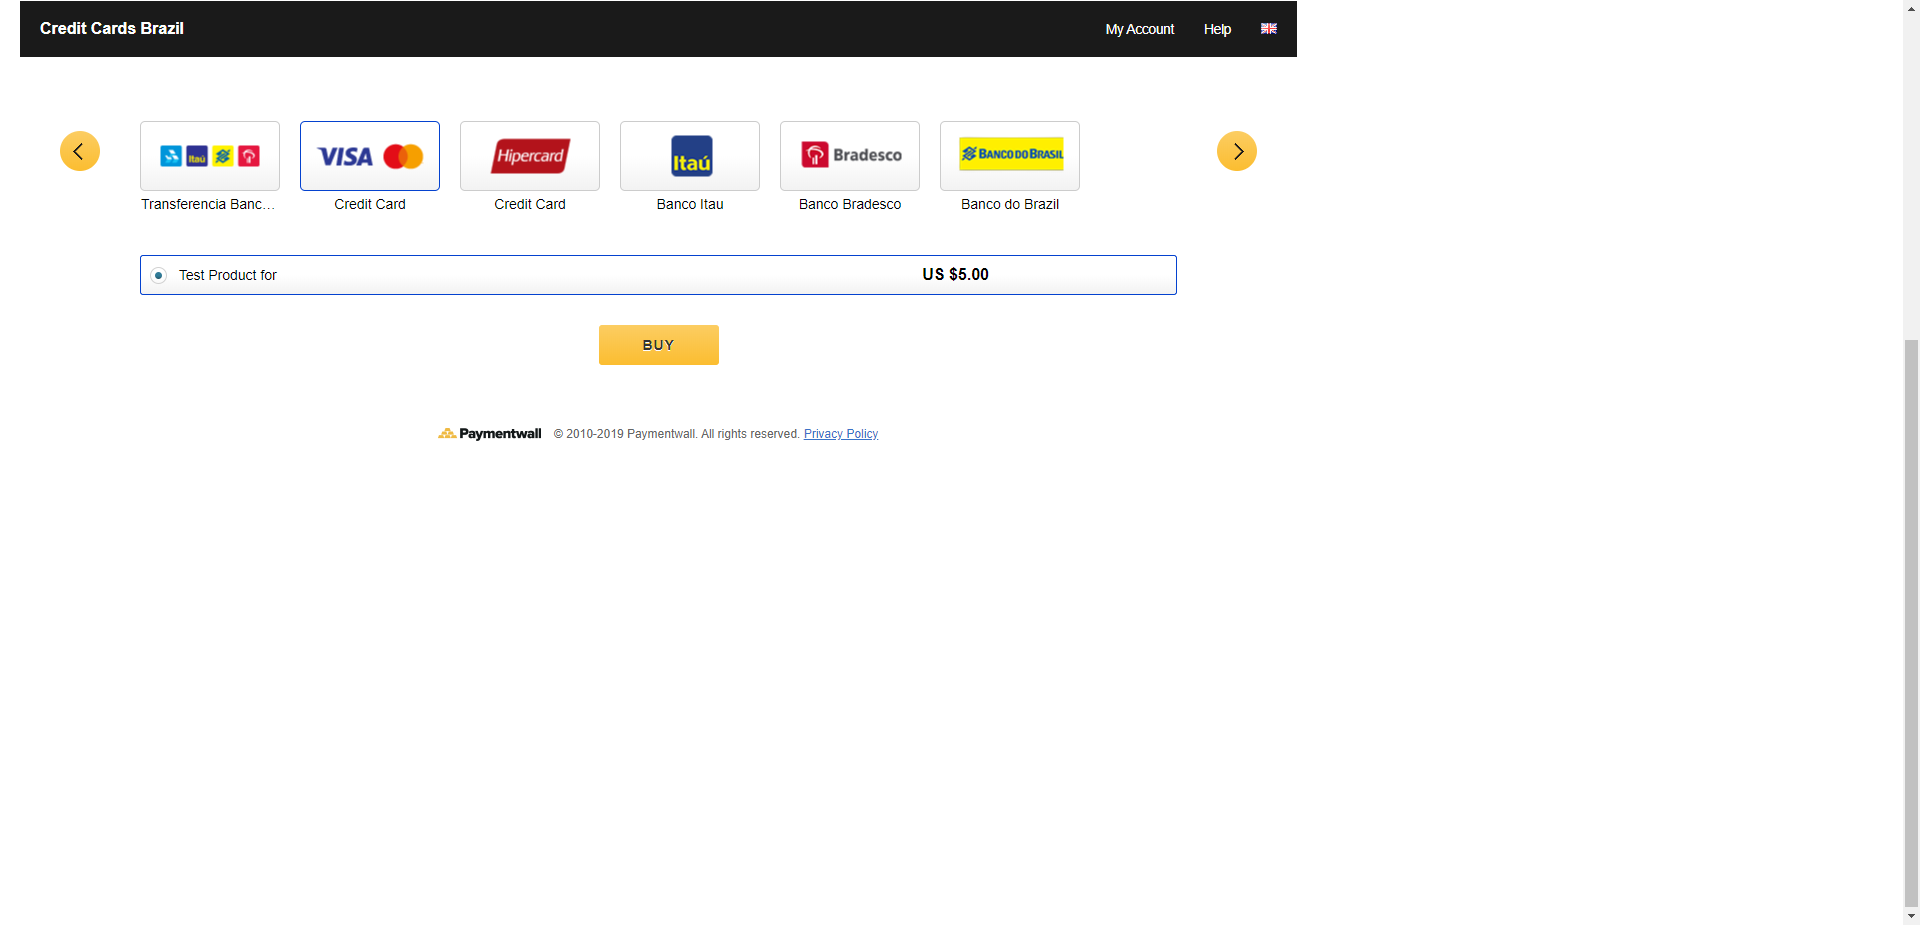 Credit Cards Brazil
My Account
Help
Itaú
VISA
Hipercard
Itaú
Bradesco
BANCO DO BRASIL
Transferencia Banc...
Credit Card
Credit Card
Banco Itau
Banco Bradesco
Banco do Brazil
Test Product for
US $5.00
BUY
Paymentwall © 2010-2019 Paymentwall. All rights reserved. Privacy Policy